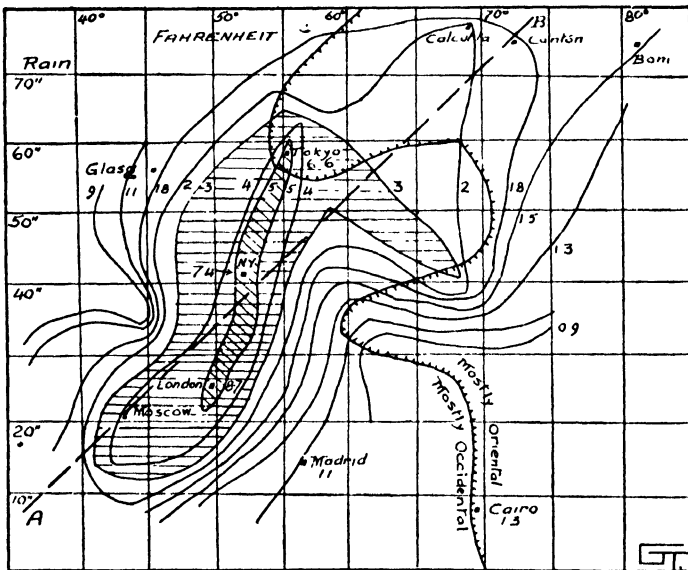 40° 50° 60° 70° 80°
FAHRENHEIT
Calcutta
B
Canton
Bom
Rain
70"
60"
Tokyo
6.6
Glasg
9 11 18 2 3 4 5 5 4 3 2 18
15
13
50"
NY
74
40"
09
London 87
Moscow
Mostly Oriental
Mostly Occidental
20"
Madrid
11
10"
A
Cairo
13